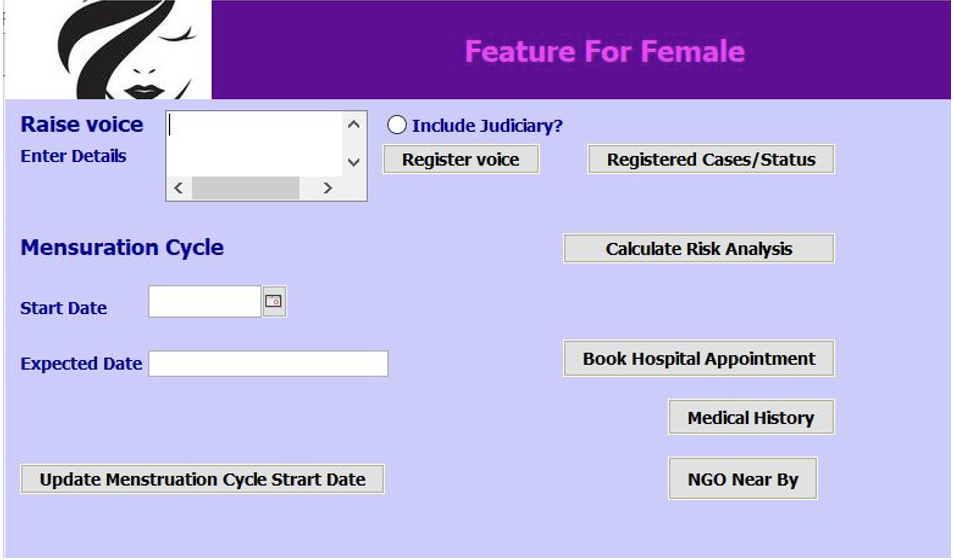 Feature For Female
Raise voice
Include Judiciary?
Enter Details
Register voice
Registered Cases/Status
Mensuration Cycle
Calculate Risk Analysis
Start Date
Expected Date
Book Hospital Appointment
Medical History
Update Menstruation Cycle Strart Date
NGO Near By